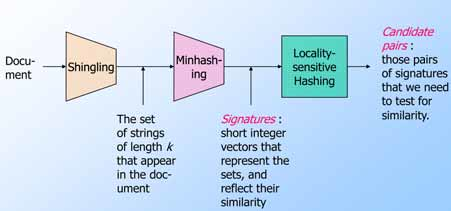 Docu-
ment
Shingling
Minhash-
ing
Locality-
sensitive
Hashing
Candidate
pairs :
those pairs
of signatures
that we need
to test for
similarity.
The set
of strings
of length k
that appear
in the doc-
ument
Signatures :
short integer
vectors that
represent the
sets, and
reflect their
similarity